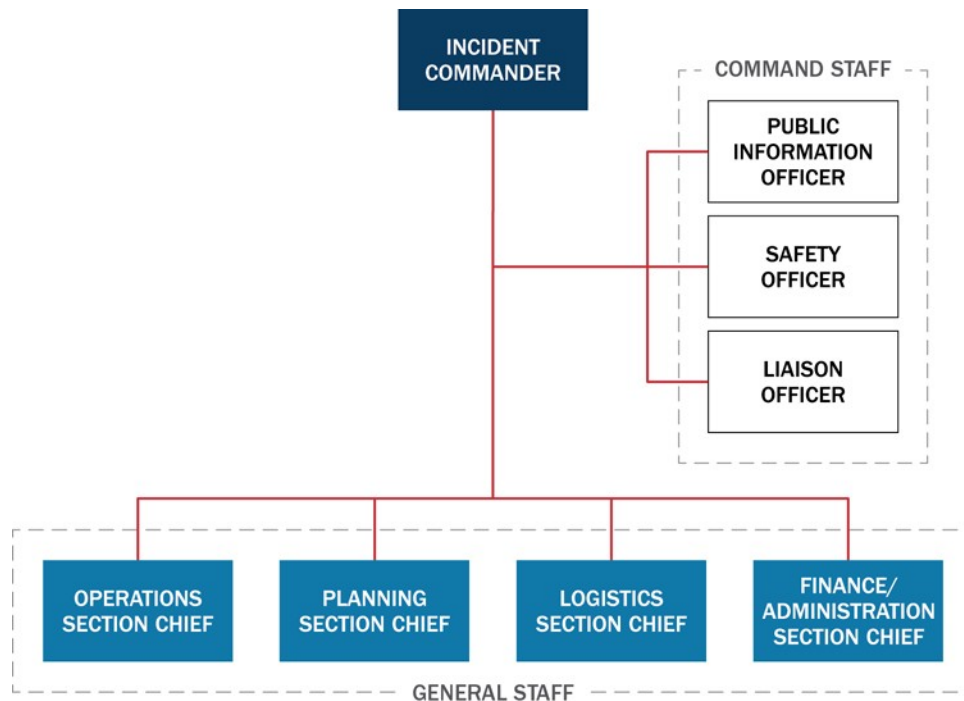 INCIDENT
COMMANDER
COMMAND STAFF
PUBLIC
INFORMATION
OFFICER
SAFETY
OFFICER
LIAISON
OFFICER
OPERATIONS
SECTION CHIEF
PLANNING
SECTION CHIEF
LOGISTICS
SECTION CHIEF
FINANCE/
ADMINISTRATION
SECTION CHIEF
GENERAL STAFF